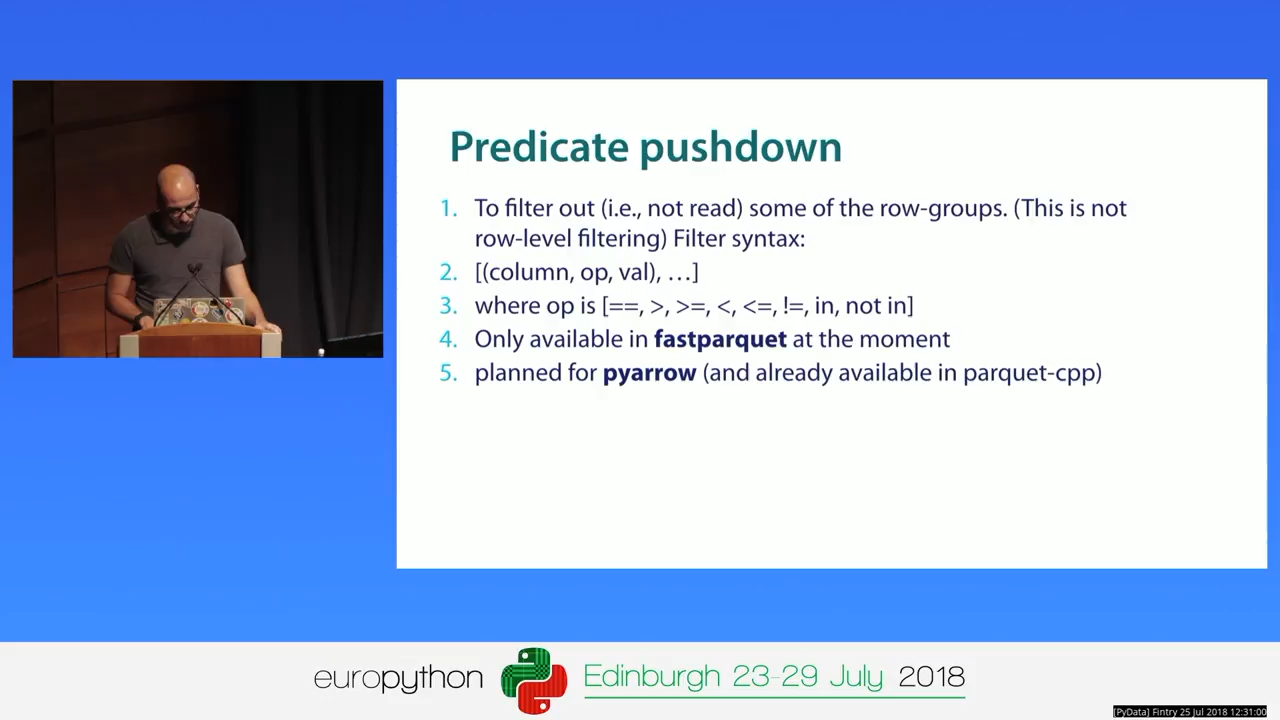 Predicate pushdown
1. To filter out (i.e., not read) some of the row-groups. (This is not
row-level filtering) Filter syntax:
2. [(column, op, val), …]
3. where op is [==, >, >=, <, <=, !=, in, not in]
4. Only available in fastparquet at the moment
5. planned for pyarrow (and already available in parquet-cpp)
europython Edinburgh 23-29 July 2018
[PyData] Fintry 25 Jul 2018 12:31:00